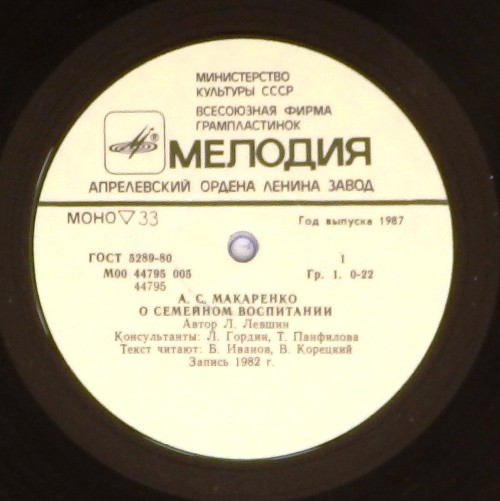 МИНИСТЕРСТВО
КУЛЬТУРЫ СССР
ВСЕСОЮЗНАЯ ФИРМА
ГРАМПЛАСТИНОК
® МЕЛОДИЯ
АПРЕЛЕВСКИЙ ОРДЕНА ЛЕНИНА ЗАВОД
МОНО ▽ 33 Год выпуска 1987
ГОСТ 5289-80 1
М00 44795 005 Гр. 1. 0-22
44795
А. С. МАКАРЕНКО
О СЕМЕЙНОМ ВОСПИТАНИИ
Автор Л. Левшин
Консультанты: Л. Гордин, Т. Панфилова
Текст читают: Б. Иванов, В. Корецкий
Запись 1982 г.